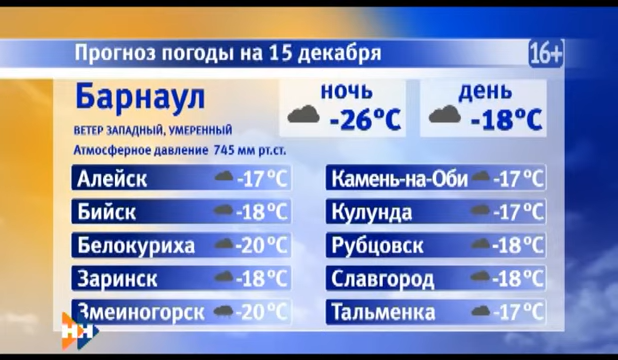 Прогноз погоды на 15 декабря
16+
Барнаул
ВЕТЕР ЗАПАДНЫЙ, УМЕРЕННЫЙ
Атмосферное давление 745 мм рт.ст.
ночь
-26°C
день
-18°C
Алейск -17°C
Бийск -18°C
Белокуриха -20°C
Заринск -18°C
Змеиногорск -20°C
Камень-на-Оби -17°C
Кулунда -17°C
Рубцовск -18°C
Славгород -18°C
Тальменка -17°C
НН